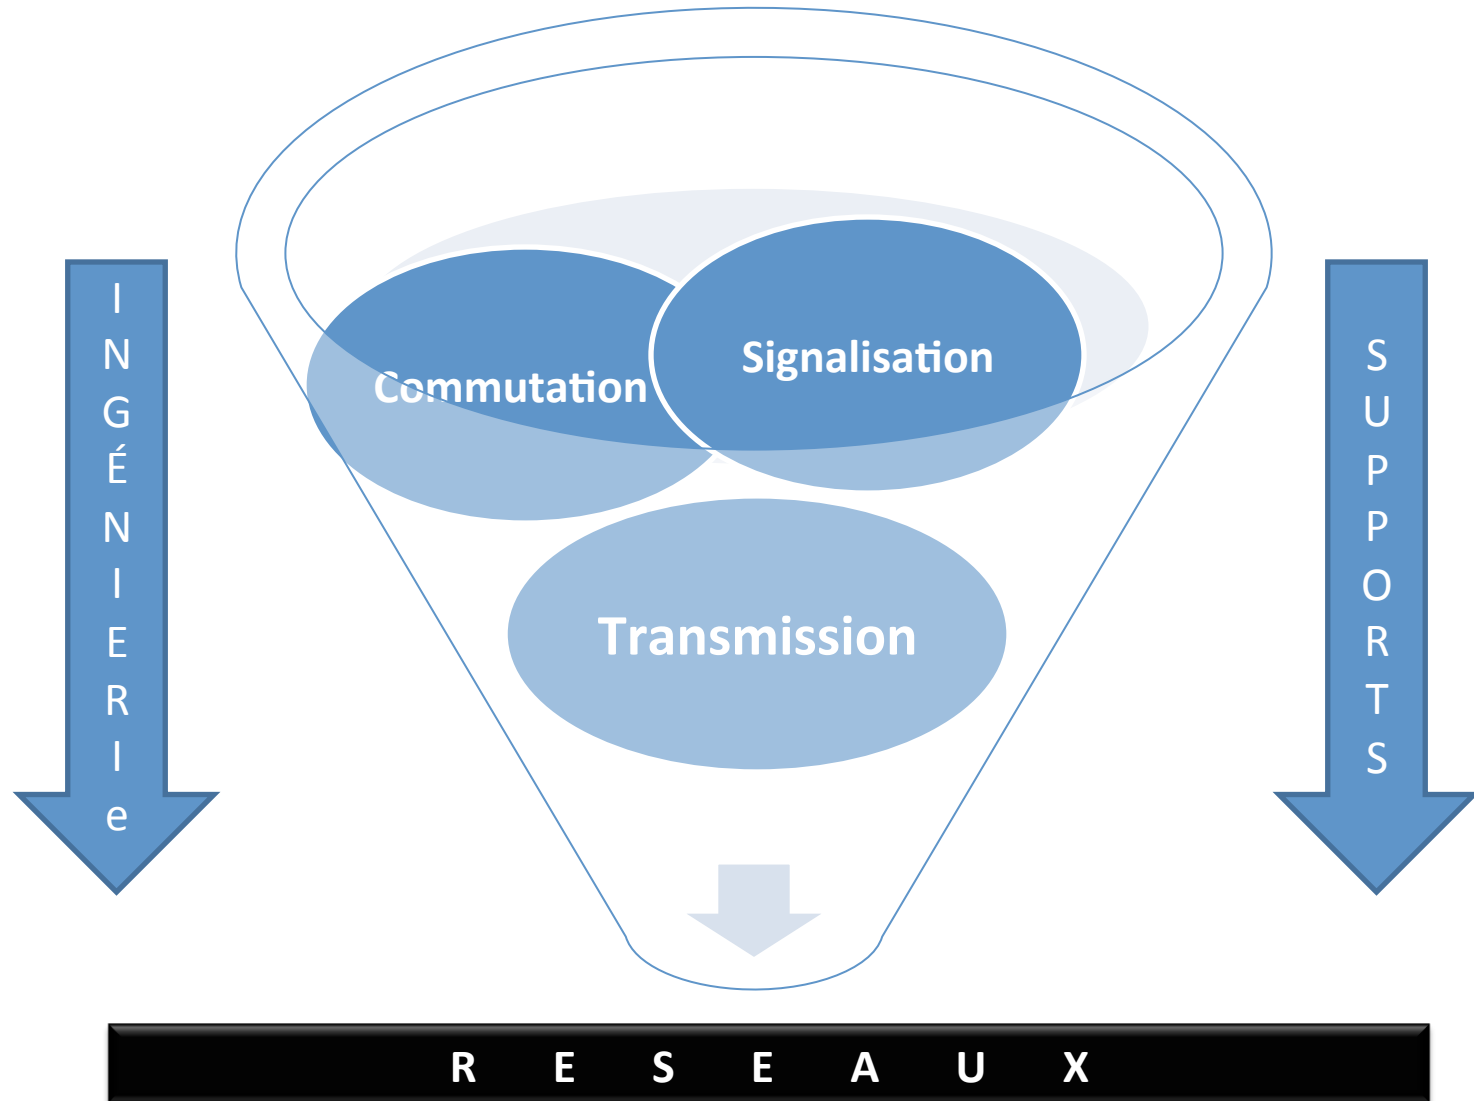 INGÉNIERIe
Commutation
Signalisation
Transmission
SUPPORTS
R E S E A U X